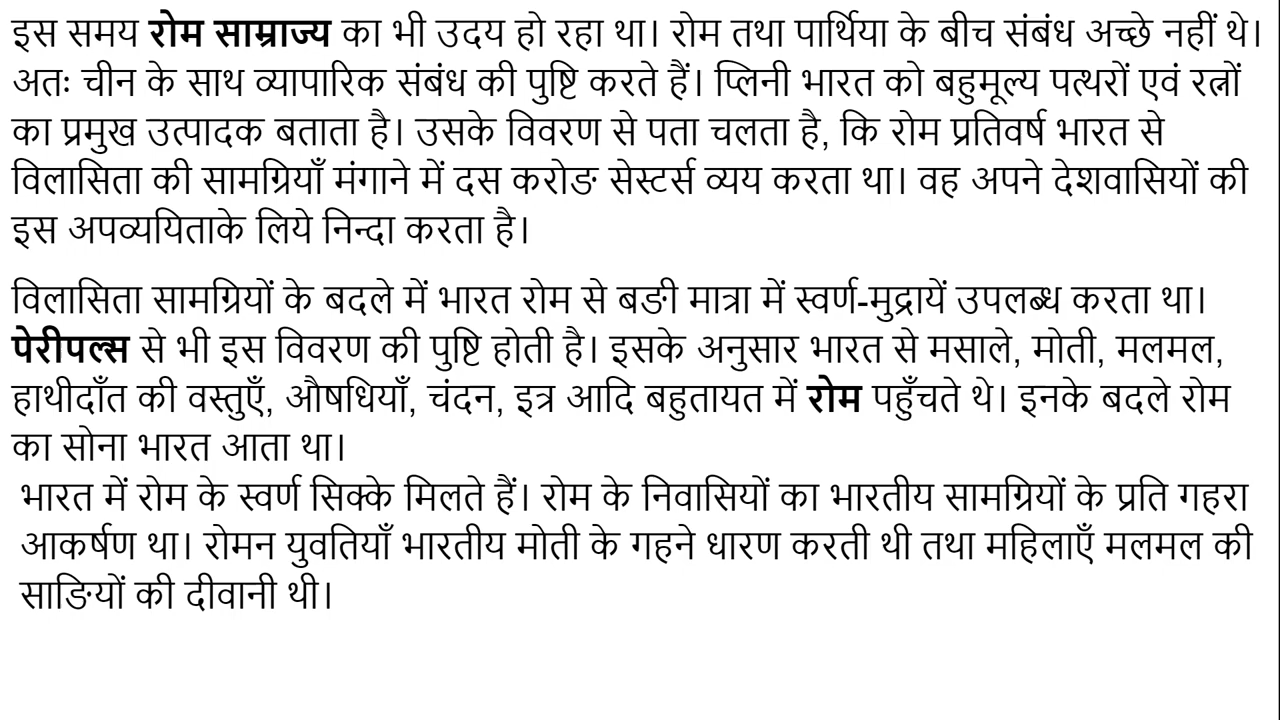 इस समय रोम साम्राज्य का भी उदय हो रहा था। रोम तथा पार्थिया के बीच संबंध अच्छे नहीं थे।
अतः चीन के साथ व्यापारिक संबंध की पुष्टि करते हैं। प्लिनी भारत को बहुमूल्य पत्थरों एवं रत्नों
का प्रमुख उत्पादक बताता है। उसके विवरण से पता चलता है, कि रोम प्रतिवर्ष भारत से
विलासिता की सामग्रियाँ मंगाने में दस करोङ सेस्टर्स व्यय करता था। वह अपने देशवासियों की
इस अपव्ययिताके लिये निन्दा करता है।
विलासिता सामग्रियों के बदले में भारत रोम से बङी मात्रा में स्वर्ण-मुद्रायें उपलब्ध करता था।
पेरीपल्स से भी इस विवरण की पुष्टि होती है। इसके अनुसार भारत से मसाले, मोती, मलमल,
हाथीदाँत की वस्तुएँ, औषधियाँ, चंदन, इत्र आदि बहुतायत में रोम पहुँचते थे। इनके बदले रोम
का सोना भारत आता था।
भारत में रोम के स्वर्ण सिक्के मिलते हैं। रोम के निवासियों का भारतीय सामग्रियों के प्रति गहरा
आकर्षण था। रोमन युवतियाँ भारतीय मोती के गहने धारण करती थी तथा महिलाएँ मलमल की
साङियों की दीवानी थी।